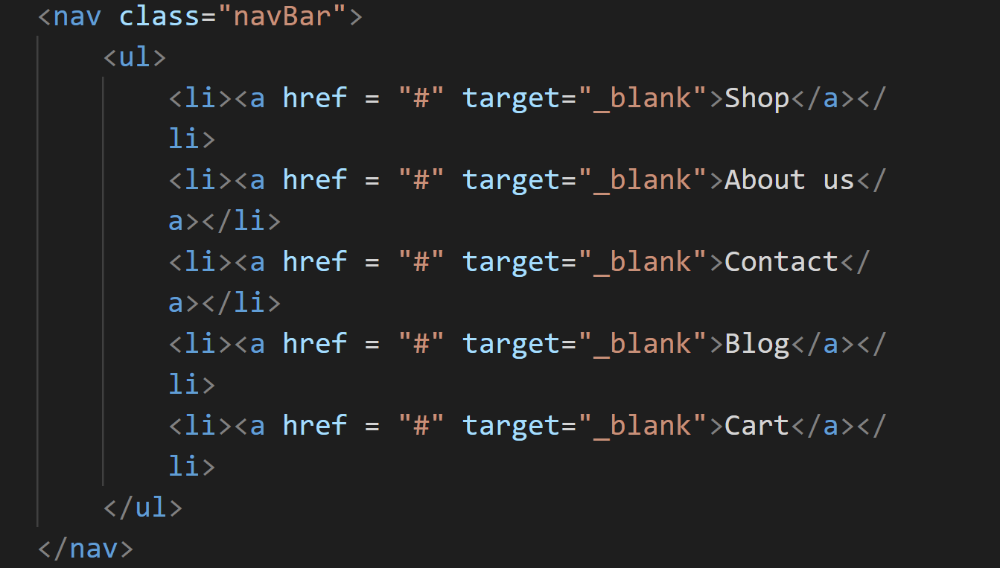 <nav class="navBar">
<ul>
<li><a href = "#" target="_blank">Shop</a></
li>
<li><a href = "#" target="_blank">About us</
a></li>
<li><a href = "#" target="_blank">Contact</
a></li>
<li><a href = "#" target="_blank">Blog</a></
li>
<li><a href = "#" target="_blank">Cart</a></
li>
</ul>
</nav>